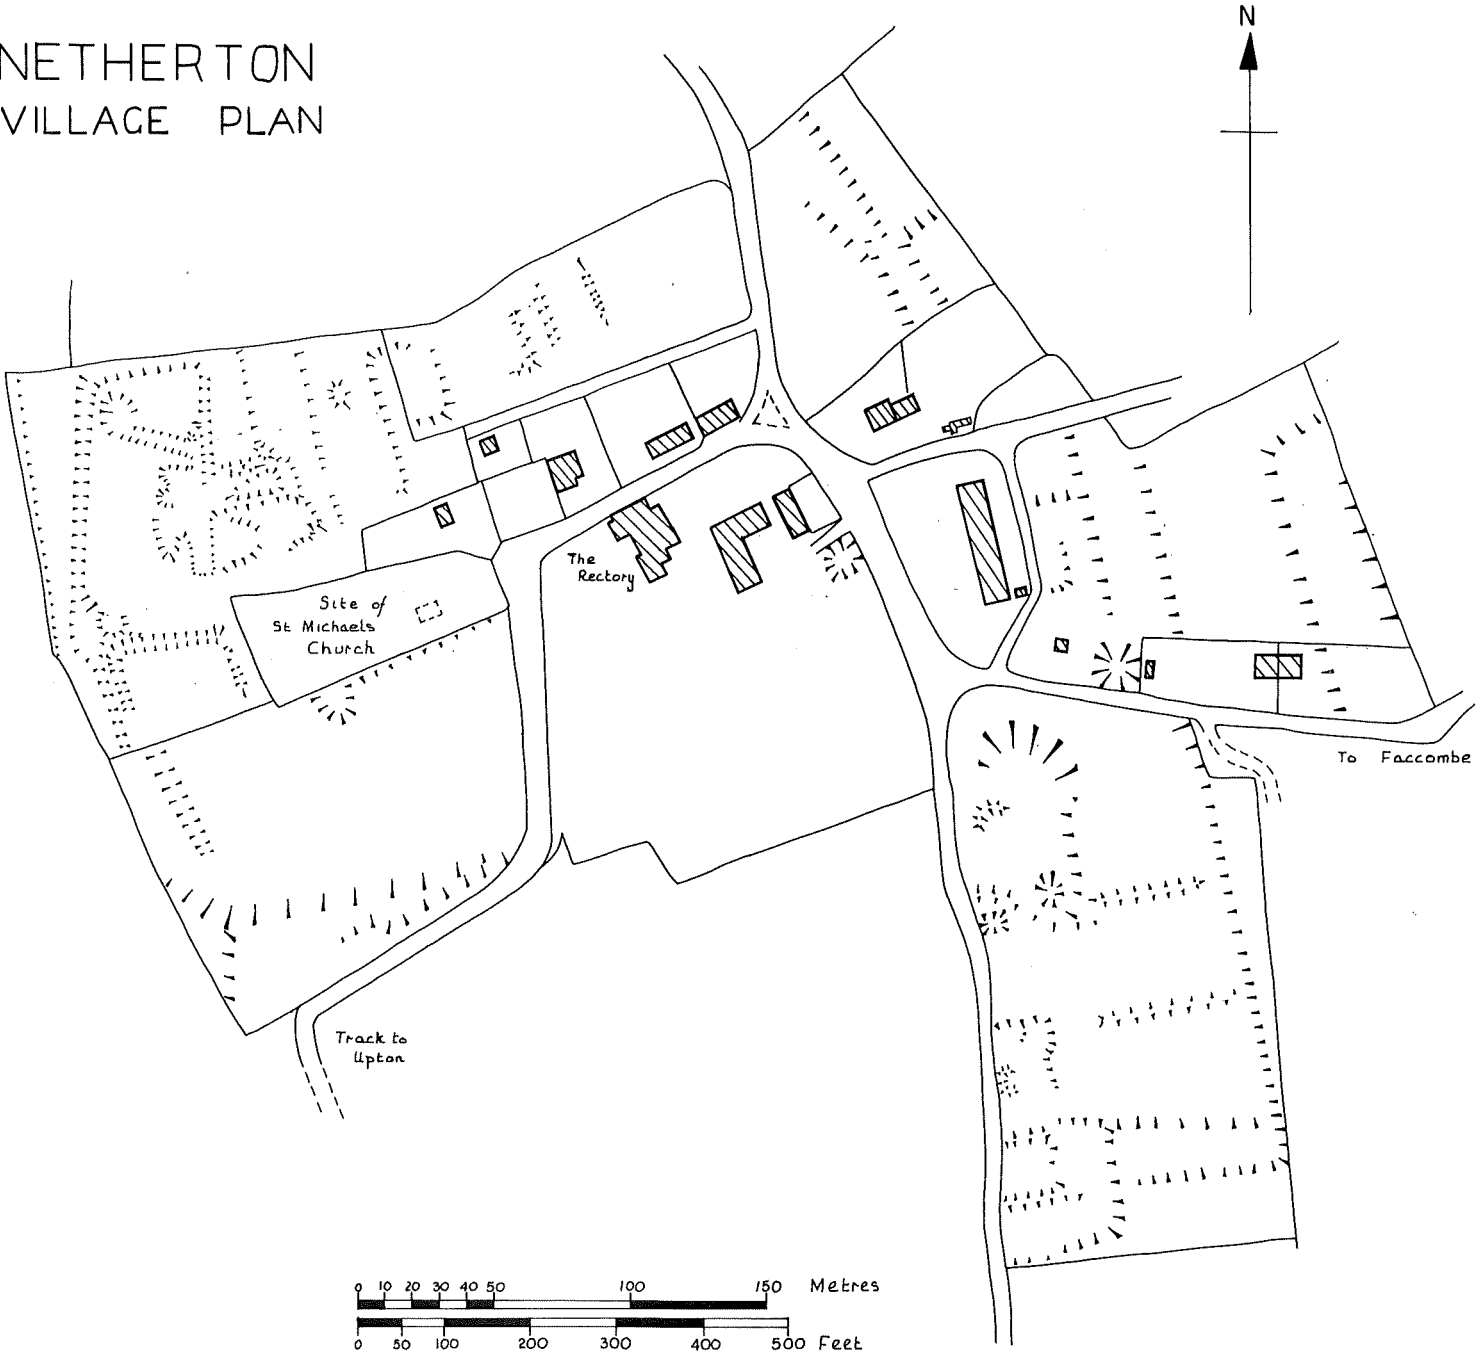 NETHERTON
VILLAGE PLAN
N
The
Rectory
Site of
St Michaels
Church
To Faccombe
Track to
Upton
0 10 20 30 40 50 100 150 Metres
0 50 100 200 300 400 500 Feet